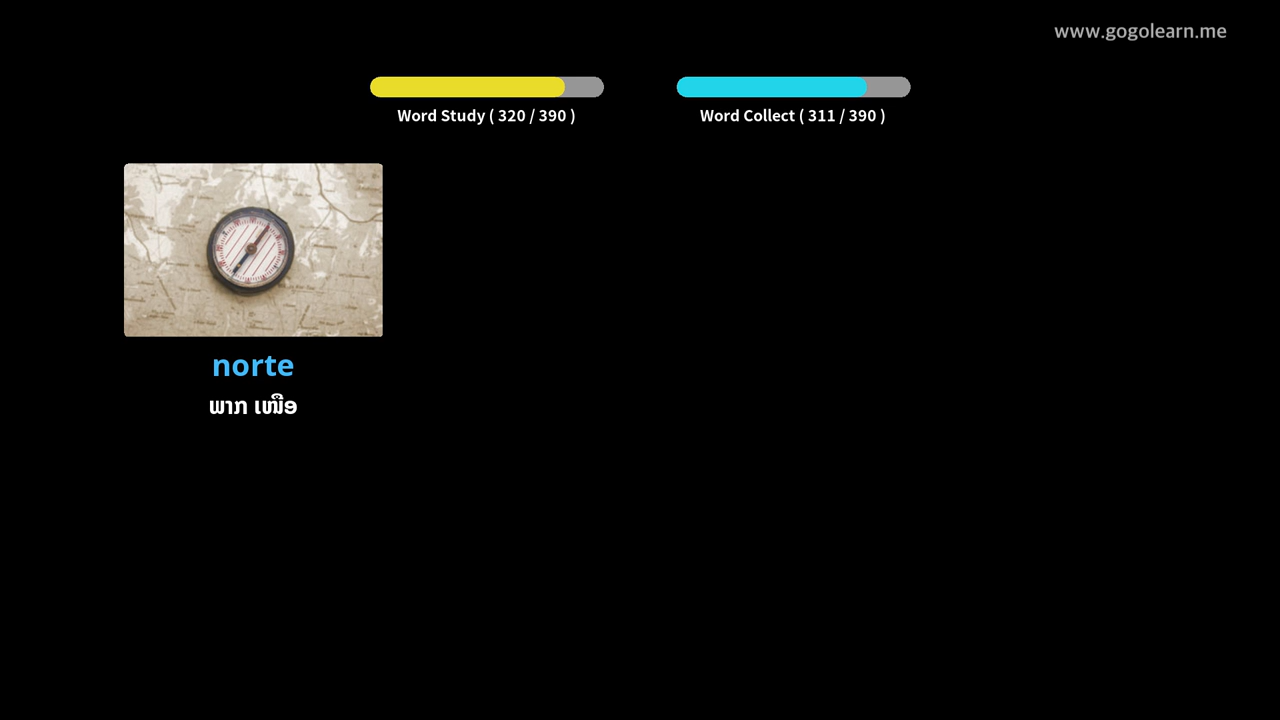 www.gogolearn.me
Word Study ( 320 / 390 )
Word Collect ( 311 / 390 )
norte
ພາກ ເໜືອ